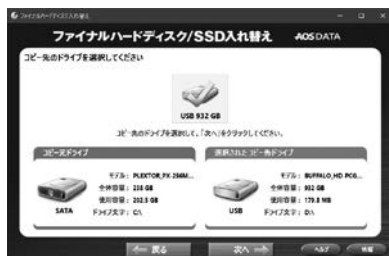 ファイナルハードディスク/SSD入れ替え
ファイナルハードディスク/SSD入れ替え AOSDATA
コピー先のドライブを選択してください
USB 932 GB
コピー先のドライブを選択して、「次へ」をクリックしてください。
コピー元ドライブ
モデル: PLEXTOR_PX-256M...
全体容量: 238 GB
使用容量: 202.5 GB
SATA ドライブ文字: C:\
選択されたコピー先ドライブ
モデル: BUFFALO_HD-PCG...
全体容量: 932 GB
使用容量: 179.8 MB
USB ドライブ文字: D:\
戻る 次へ ヘルプ 情報